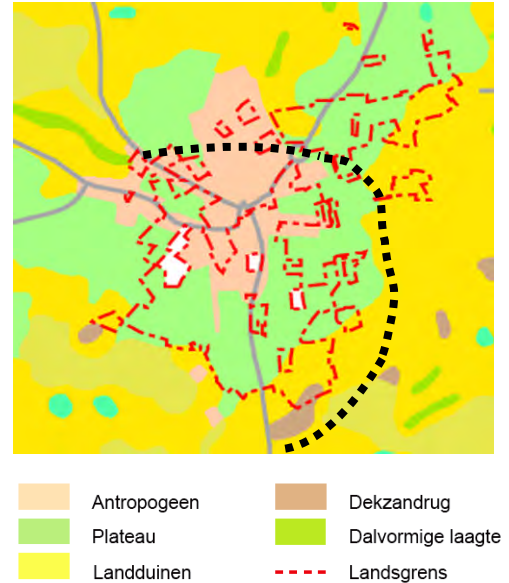 Antropogeen
Dekzandrug
Plateau
Dalvormige laagte
Landduinen
Landsgrens